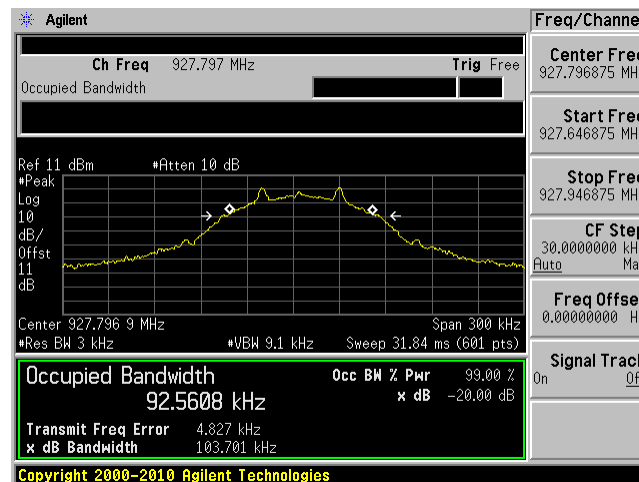 Agilent
Freq/Channe
Ch Freq 927.797 MHz Trig Free
Occupied Bandwidth
Center Fre
927.796875 MH
Start Fre
927.646875 MH
Stop Fre
927.946875 MH
CF Step
30.0000000 kH
Auto Ma
Freq Offse
0.00000000 H
Signal Trac
On Of
Ref 11 dBm #Atten 10 dB
#Peak
Log
10
dB/
Offst
11
dB
Center 927.796 9 MHz Span 300 kHz
#Res BW 3 kHz #VBW 9.1 kHz Sweep 31.84 ms (601 pts)
Occupied Bandwidth Occ BW % Pwr 99.00 %
92.5608 kHz x dB -20.00 dB
Transmit Freq Error 4.827 kHz
x dB Bandwidth 103.701 kHz
Copyright 2000-2010 Agilent Technologies